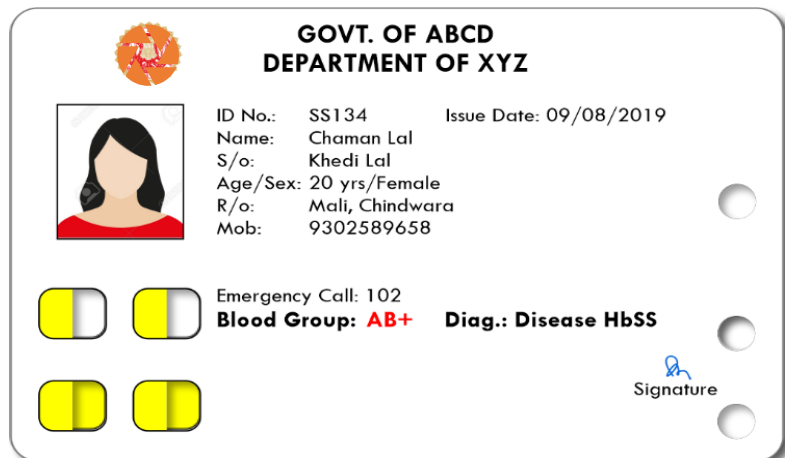 GOVT. OF ABCD
DEPARTMENT OF XYZ
ID No.: SS134 Issue Date: 09/08/2019
Name: Chaman Lal
S/o: Khedi Lal
Age/Sex: 20 yrs/Female
R/o: Mali, Chindwara
Mob: 9302589658
Emergency Call: 102
Blood Group: AB+ Diag.: Disease HbSS
Signature